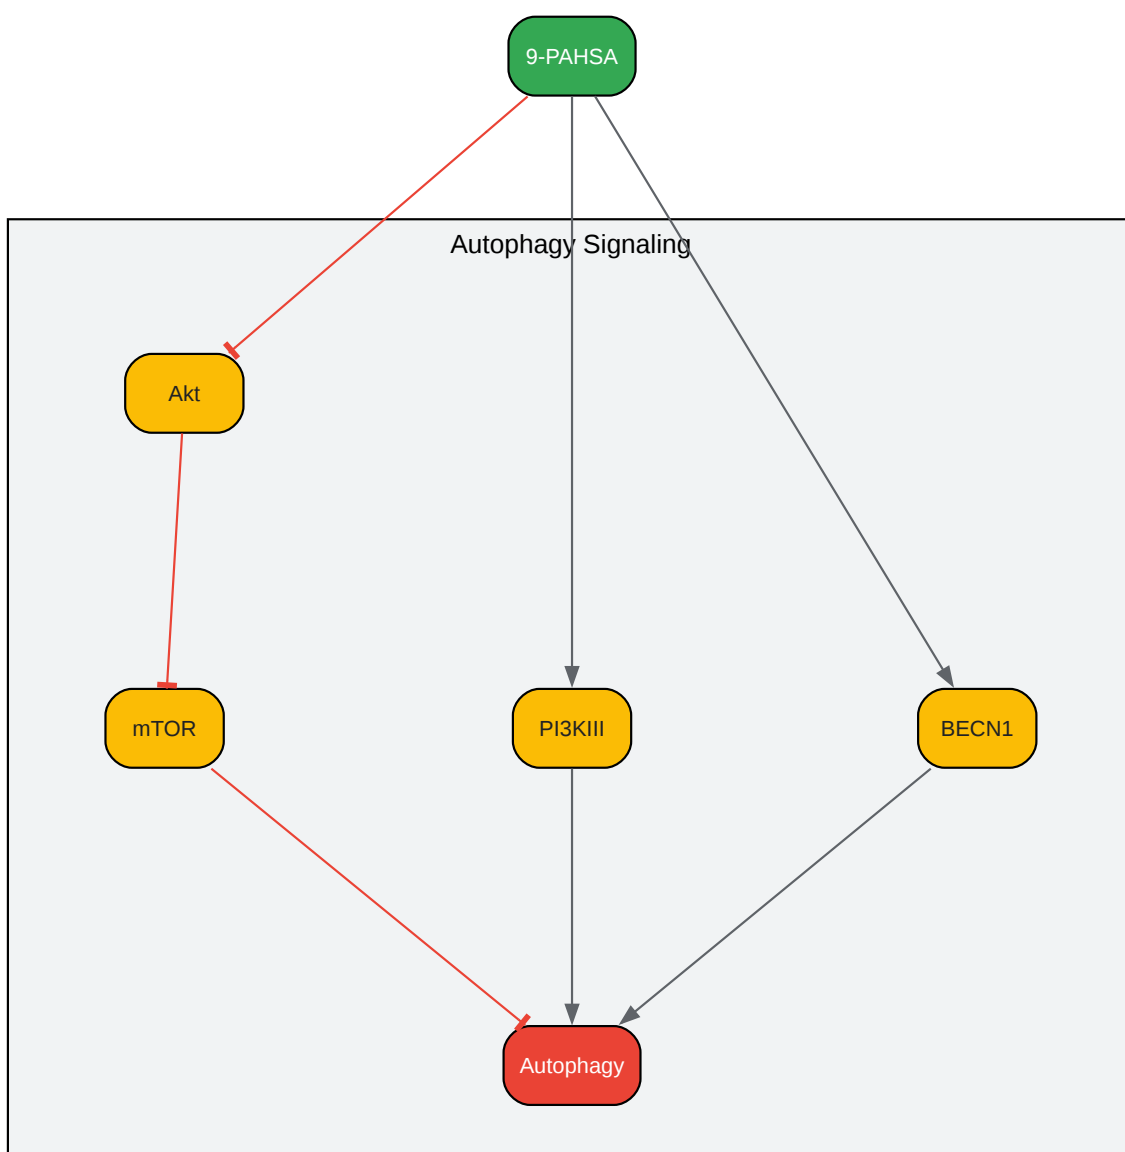 9-PAHSA
Autophagy Signaling
Akt
mTOR
PI3KIII
BECN1
Autophagy